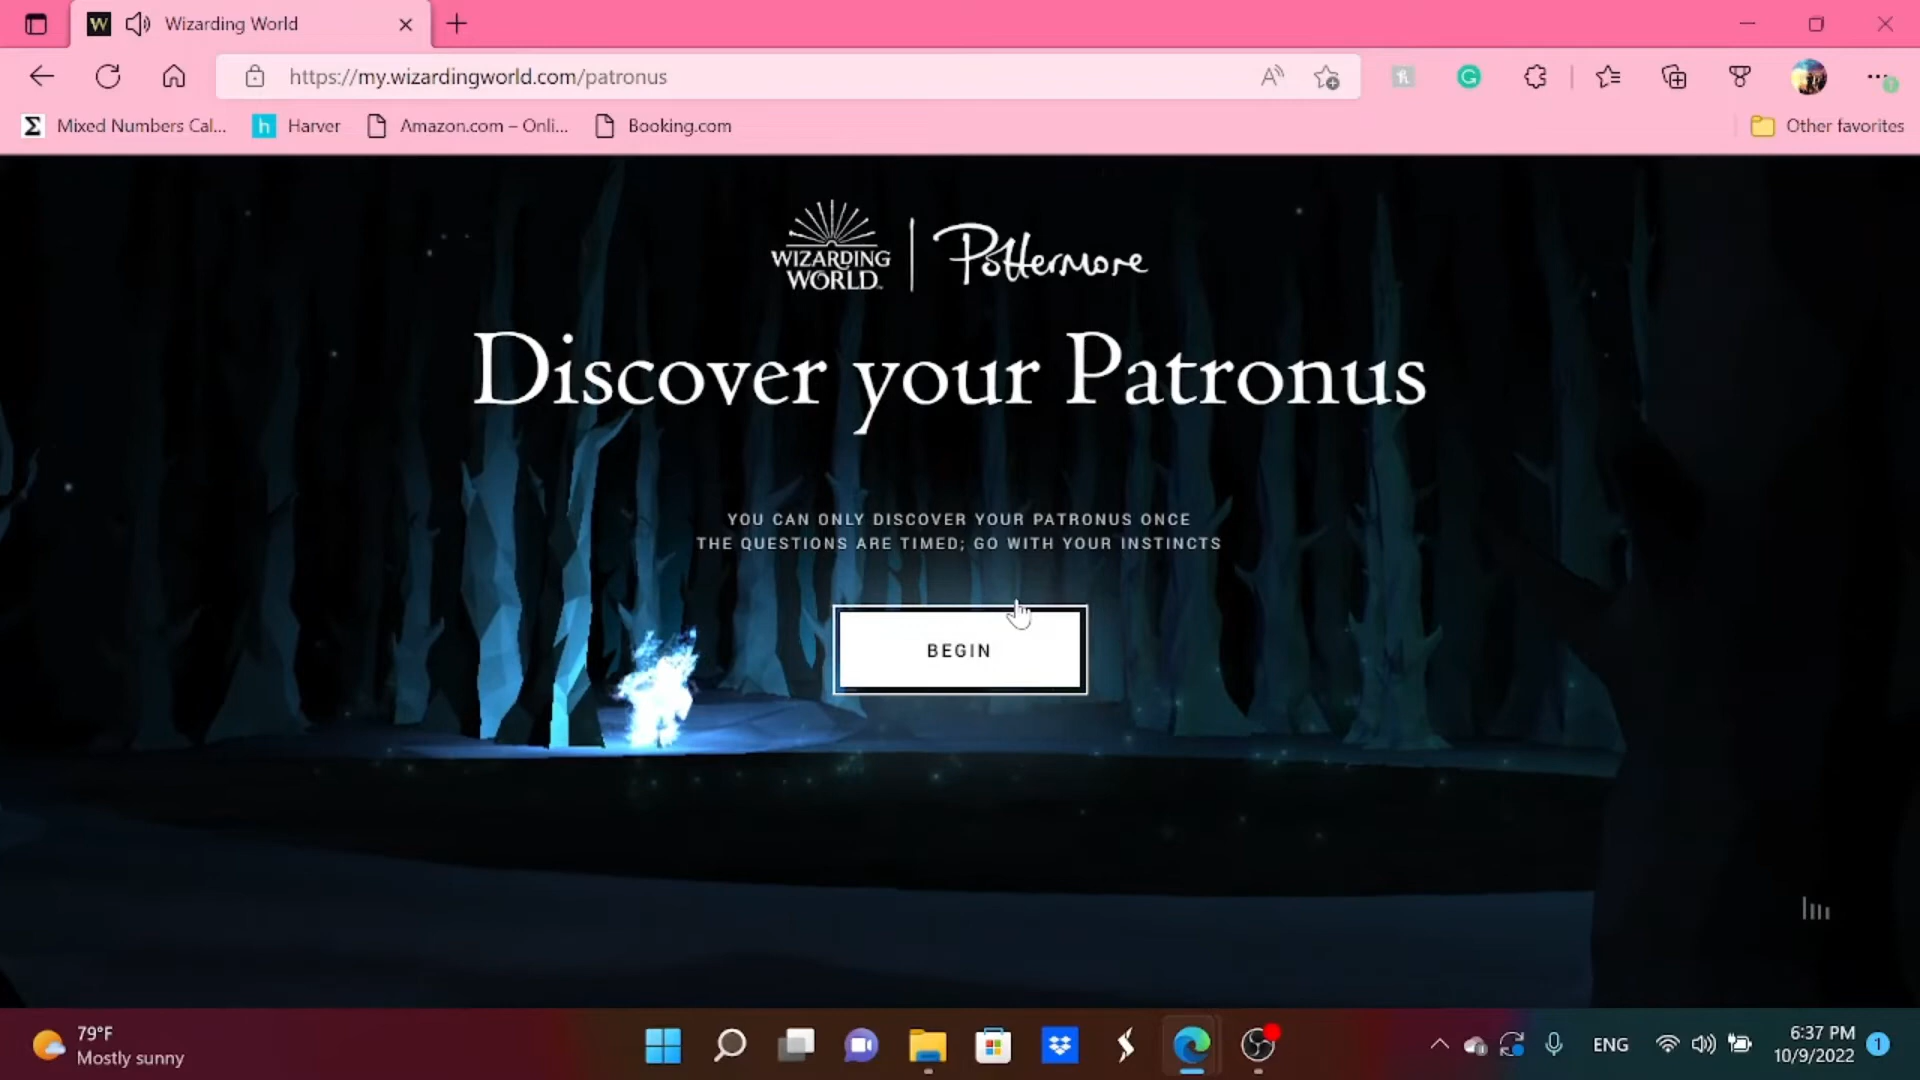 W Wizarding World
https://my.wizardingworld.com/patronus
Mixed Numbers Cal... h Harver Amazon.com – Onli... Booking.com Other favorites
WIZARDING
WORLD
Pottermore
Discover your Patronus
YOU CAN ONLY DISCOVER YOUR PATRONUS ONCE
THE QUESTIONS ARE TIMED; GO WITH YOUR INSTINCTS
BEGIN
79°F
Mostly sunny
ENG
6:37 PM
10/9/2022
1